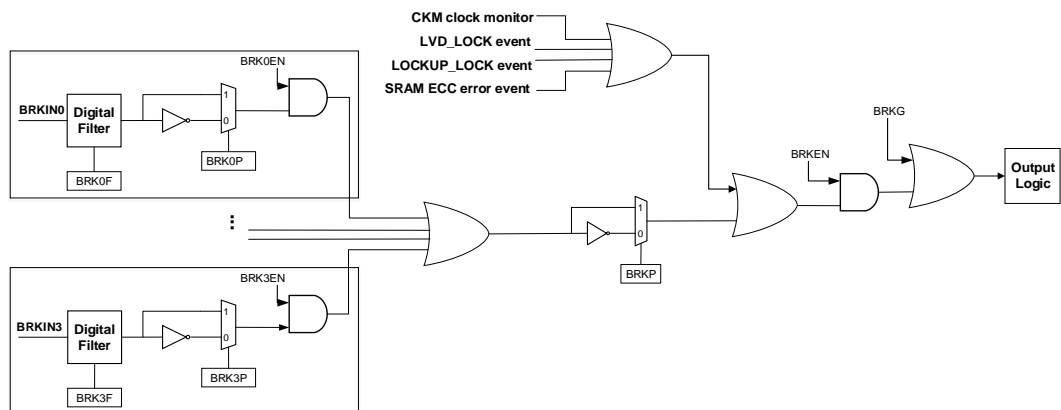 CKM clock monitor
LVD_LOCK event
LOCKUP_LOCK event
SRAM ECC error event
BRK0EN
BRKIN0
Digital
Filter
1
0
BRK0P
BRK0F
BRKG
BRKEN
Output
Logic
...
1
0
BRKP
BRK3EN
BRKIN3
Digital
Filter
1
0
BRK3P
BRK3F